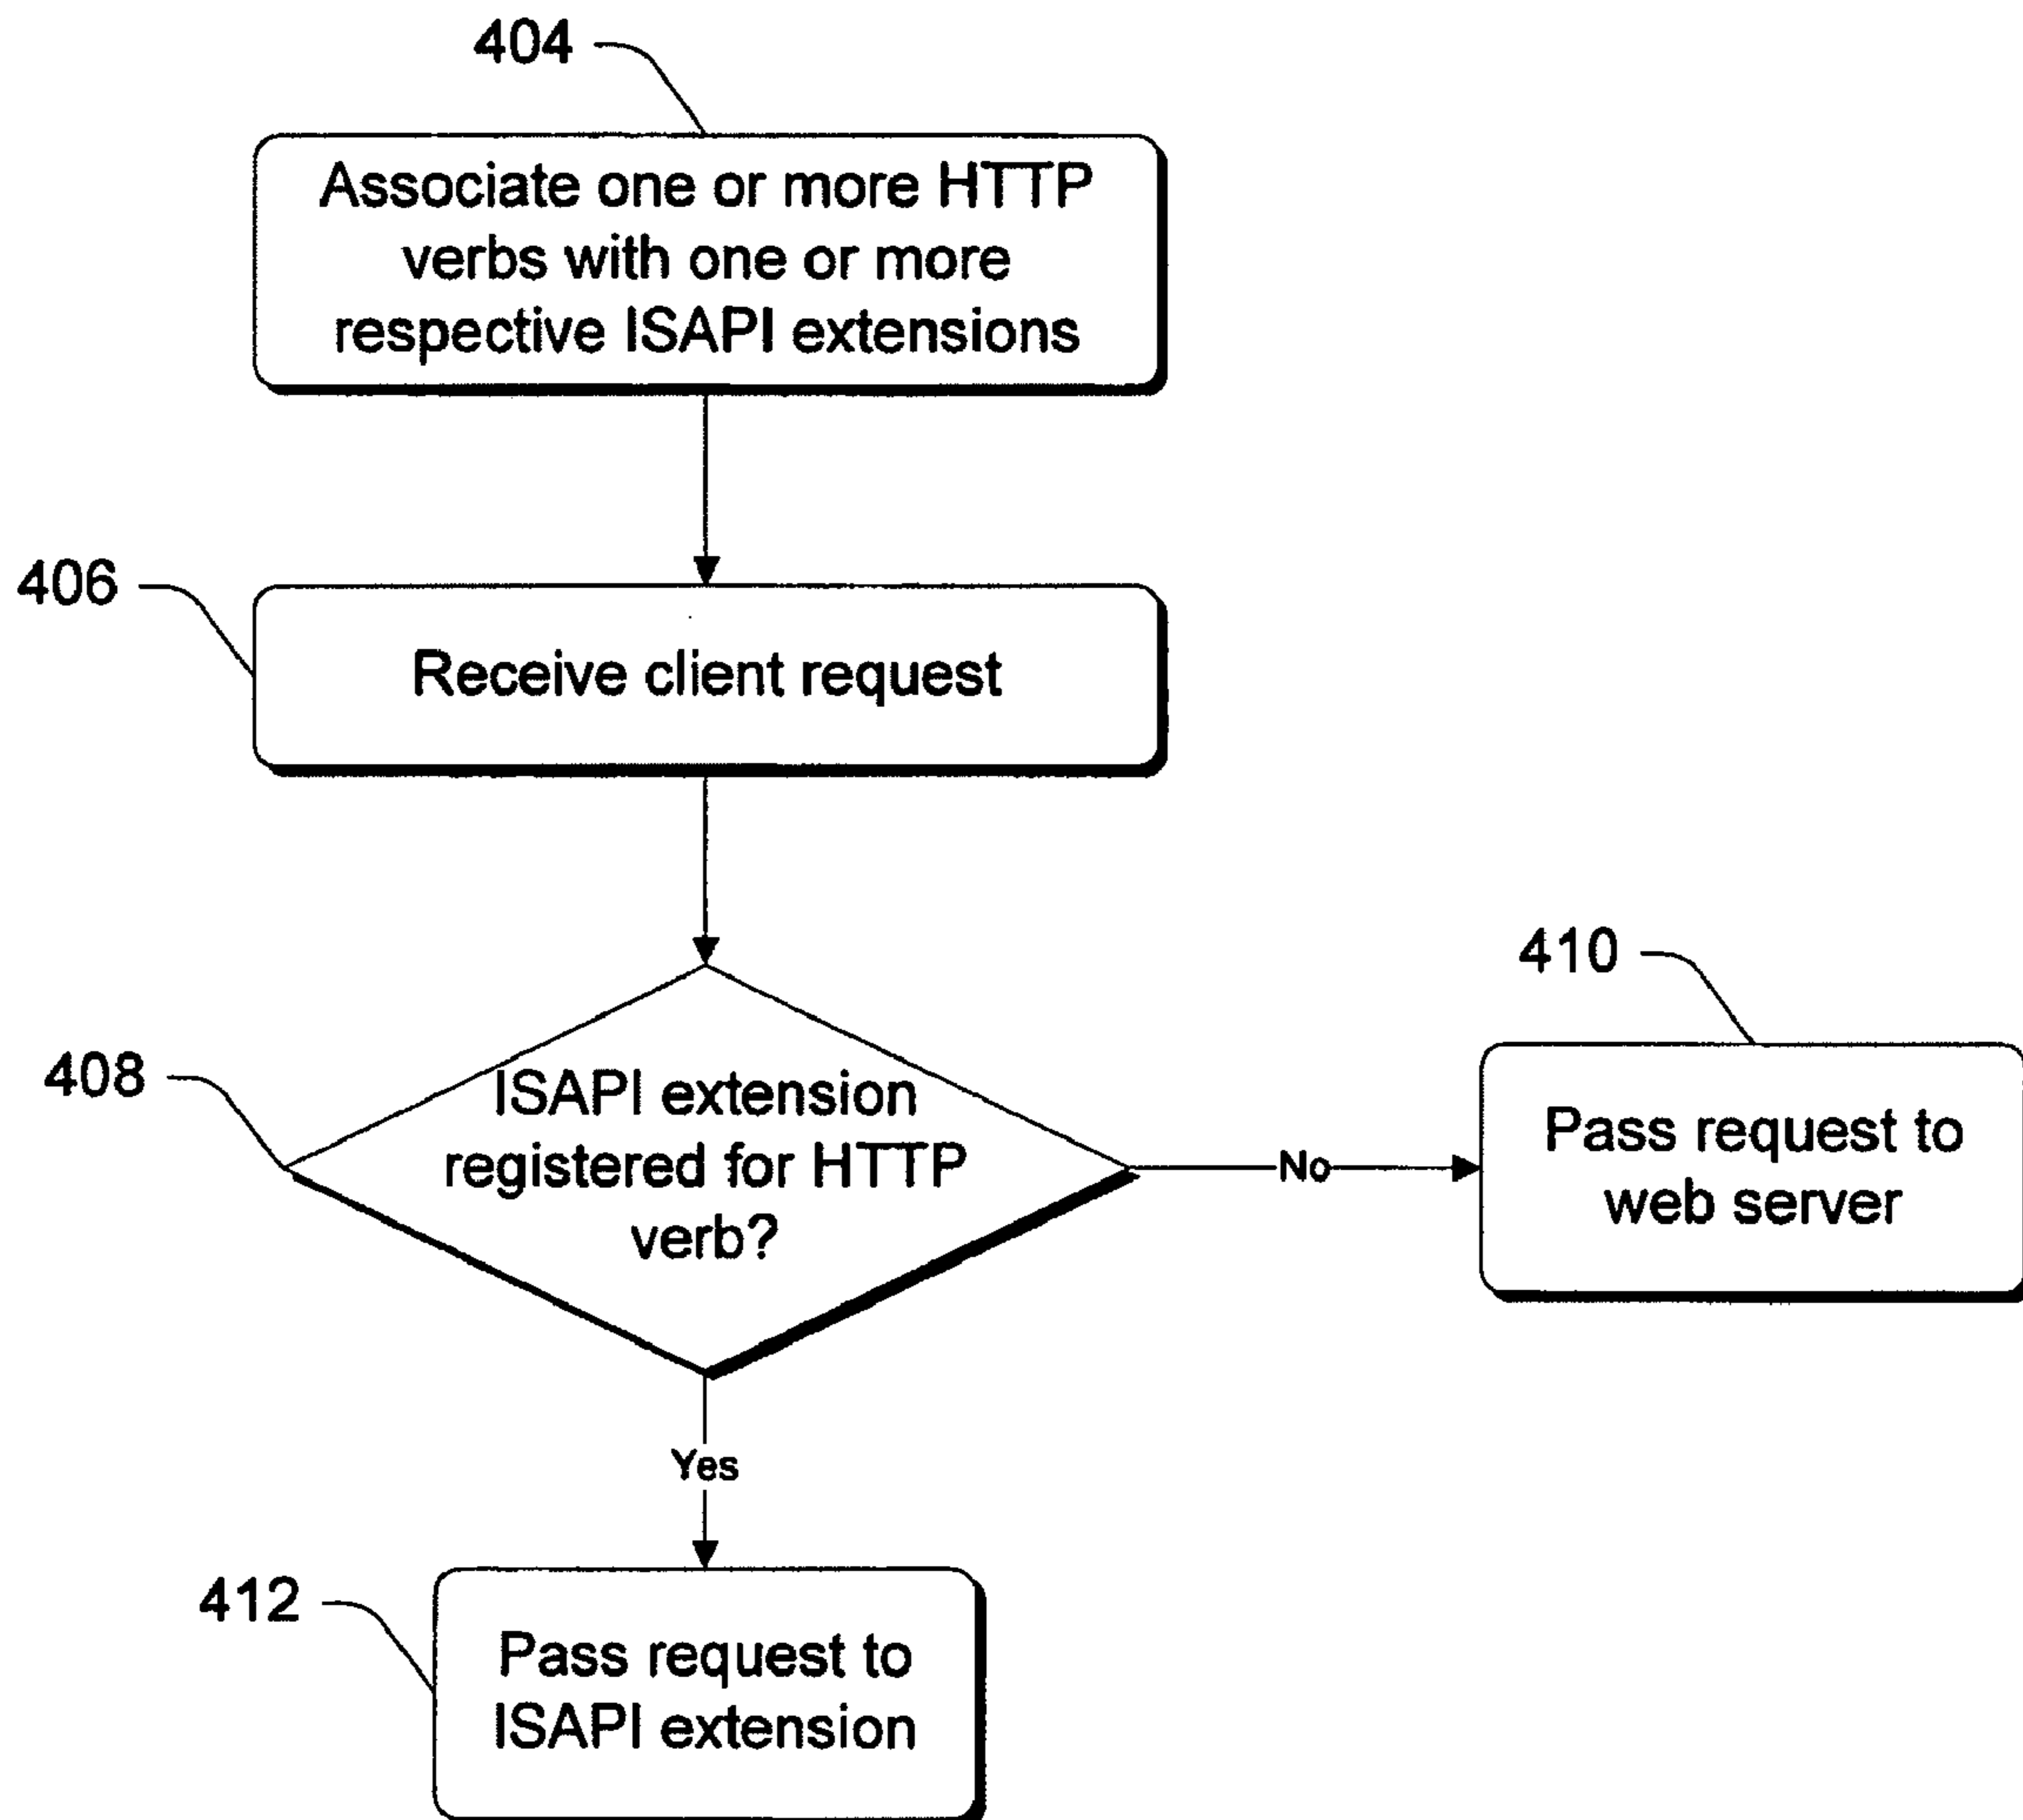 404
Associate one or more HTTP
verbs with one or more
respective ISAPI extensions
406
Receive client request
408
ISAPI extension
registered for HTTP
verb?
No
410
Pass request to
web server
Yes
412
Pass request to
ISAPI extension